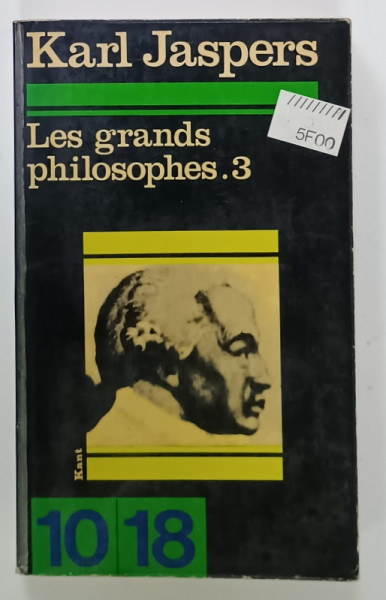 Karl Jaspers
5F00
Les grands
philosophes.3
Kant
10 18